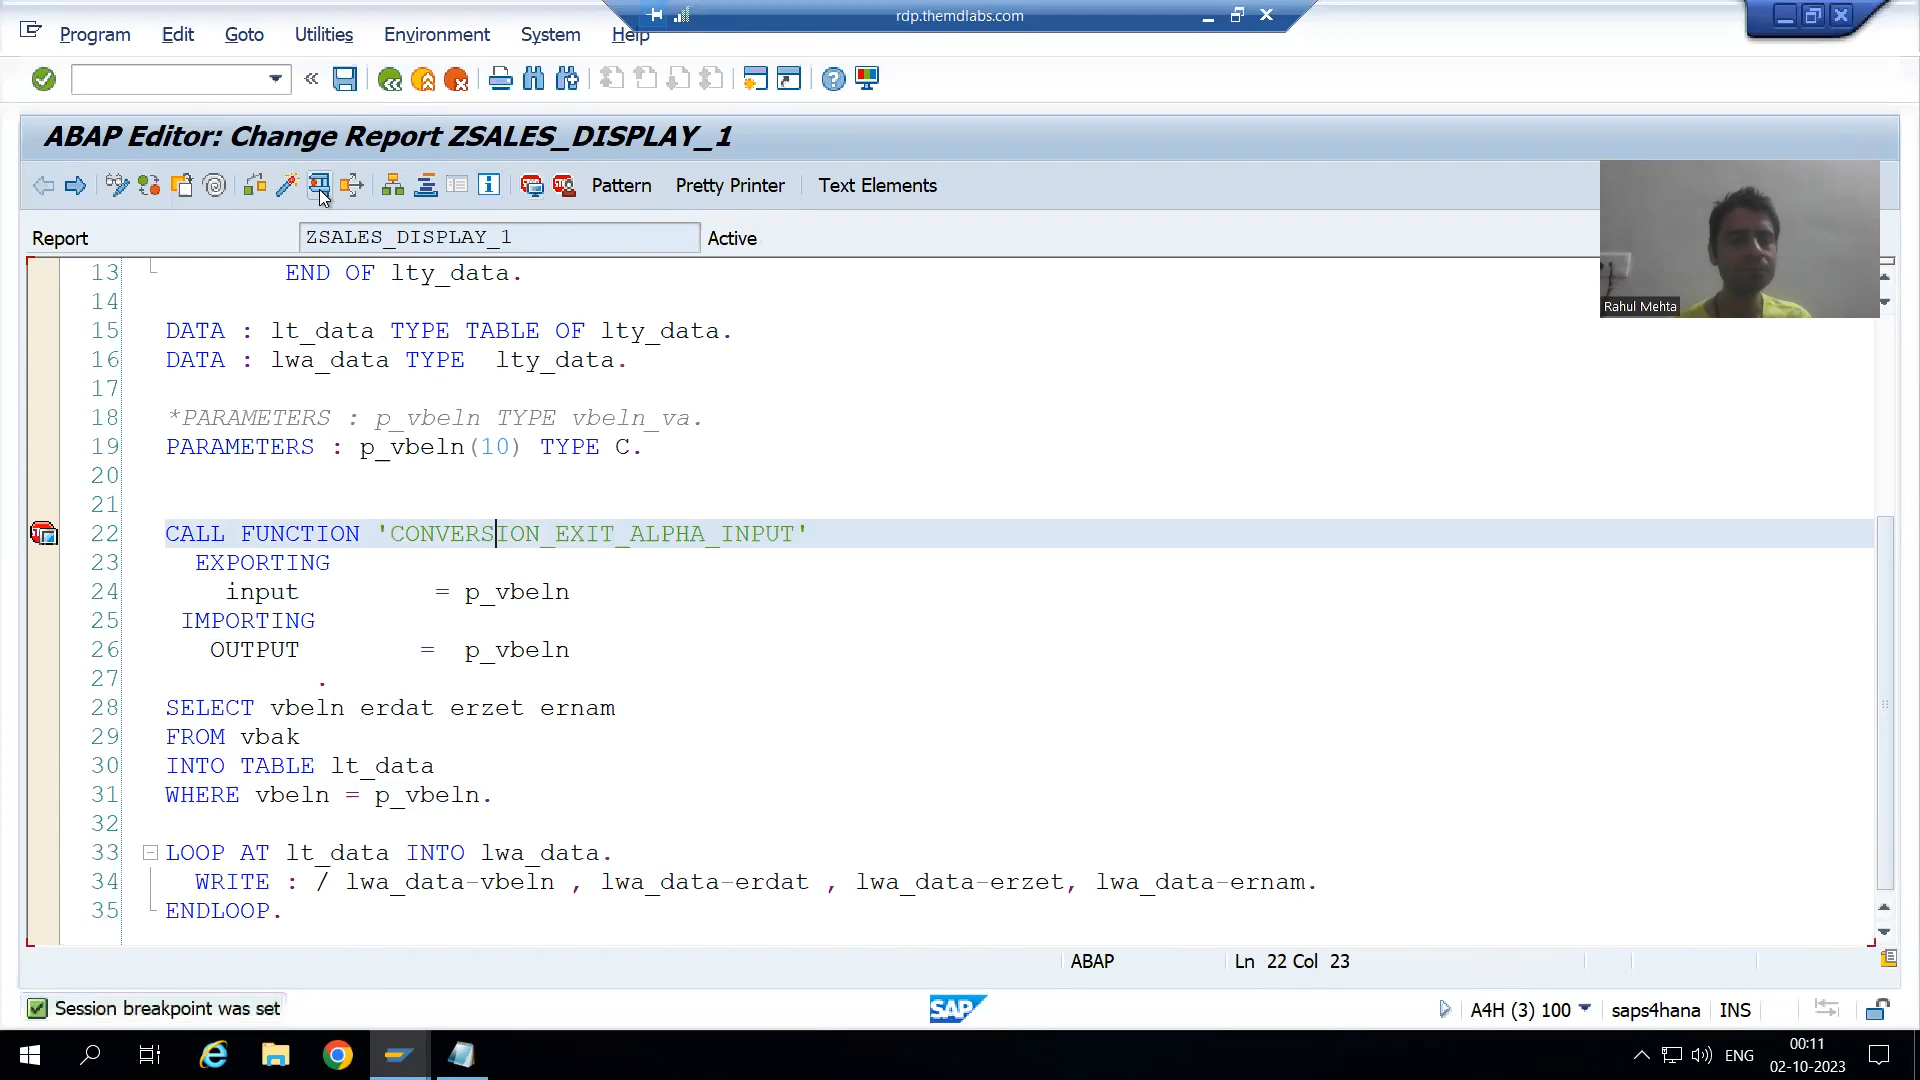 rdp.themdlabs.com
Program Edit Goto Utilities Environment System Help
ABAP Editor: Change Report ZSALES_DISPLAY_1
Pattern Pretty Printer Text Elements
Report ZSALES_DISPLAY_1 Active
Rahul Mehta
13 END OF lty_data.
14
15 DATA : lt_data TYPE TABLE OF lty_data.
16 DATA : lwa_data TYPE lty_data.
17
18 *PARAMETERS : p_vbeln TYPE vbeln_va.
19 PARAMETERS : p_vbeln(10) TYPE C.
20
21
22 CALL FUNCTION 'CONVERSION_EXIT_ALPHA_INPUT'
23 EXPORTING
24 input = p_vbeln
25 IMPORTING
26 OUTPUT = p_vbeln
27 .
28 SELECT vbeln erdat erzet ernam
29 FROM vbak
30 INTO TABLE lt_data
31 WHERE vbeln = p_vbeln.
32
33 LOOP AT lt_data INTO lwa_data.
34 WRITE : / lwa_data-vbeln , lwa_data-erdat , lwa_data-erzet, lwa_data-ernam.
35 ENDLOOP.
ABAP Ln 22 Col 23
Session breakpoint was set SAP A4H (3) 100 saps4hana INS
ENG 00:11
02-10-2023